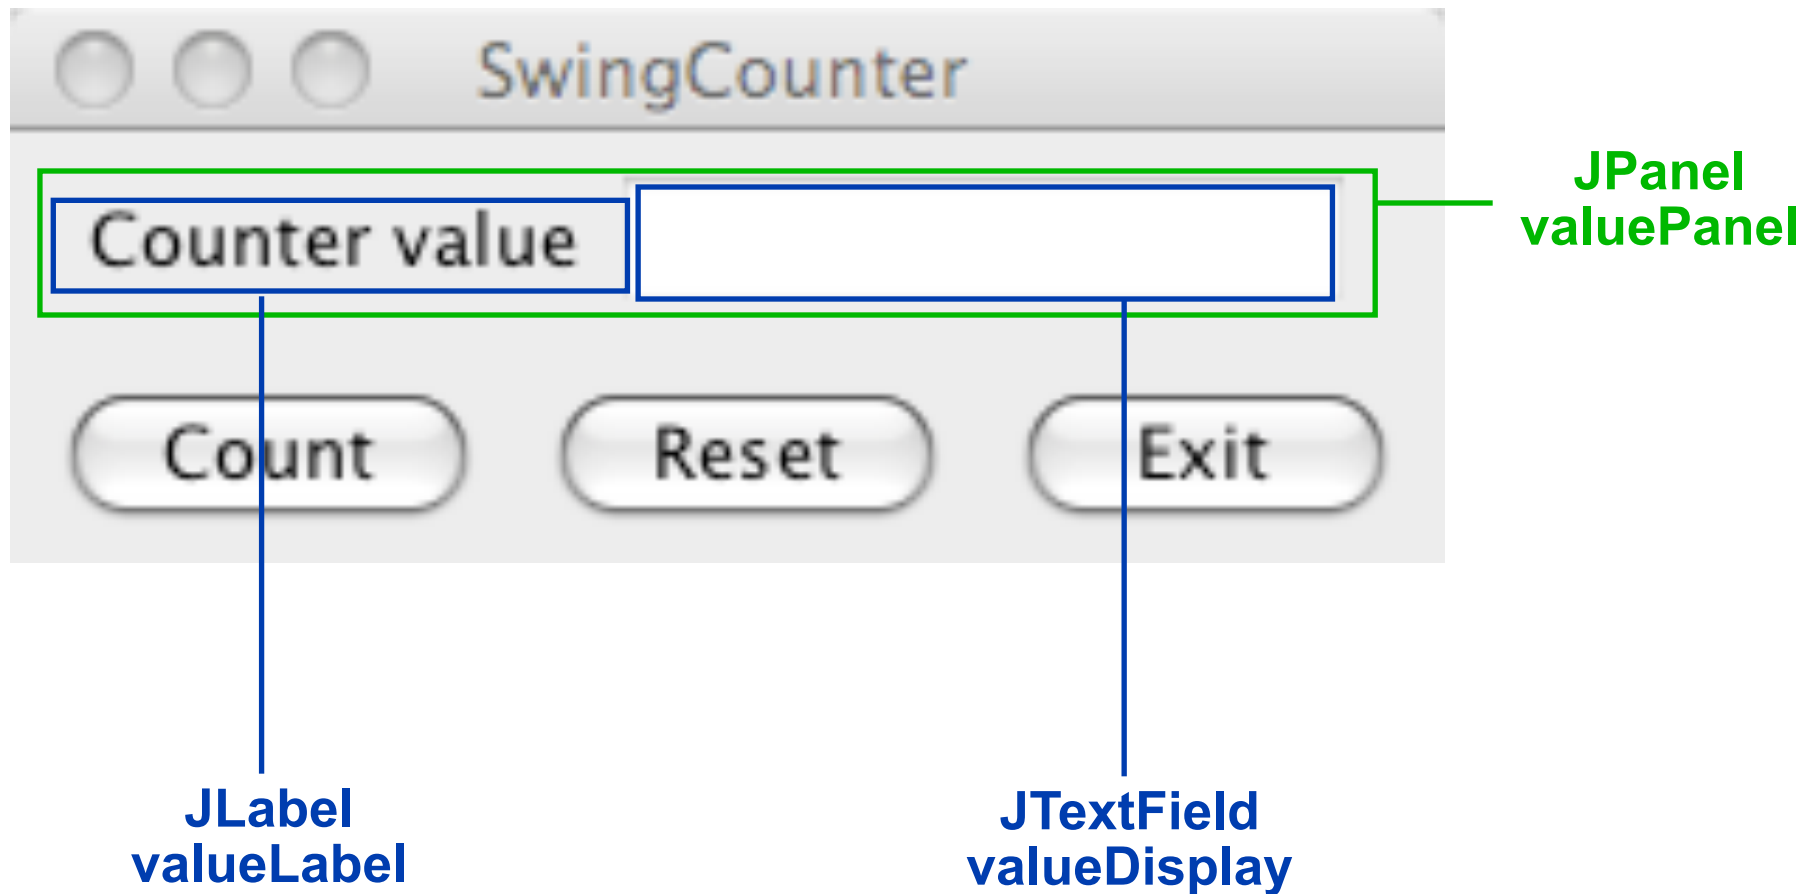 SwingCounter
JPanel
valuePanel
Counter value
Count
Reset
Exit
JLabel
valueLabel
JTextField
valueDisplay